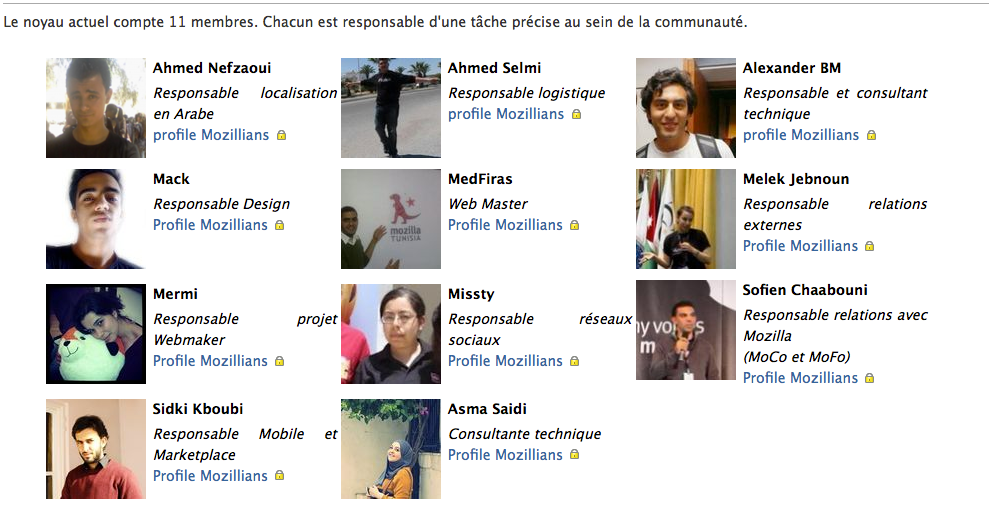 Le noyau actuel compte 11 membres. Chacun est responsable d'une tâche précise au sein de la communauté.
Ahmed Nefzaoui
Responsable localisation
en Arabe
profile Mozillians
Ahmed Selmi
Responsable logistique
profile Mozillians
Alexander BM
Responsable et consultant
technique
profile Mozillians
Mack
Responsable Design
Profile Mozillians
MedFiras
Web Master
Profile Mozillians
mozilla
TUNISIA
Melek Jebnoun
Responsable relations
externes
Profile Mozillians
Mermi
Responsable projet
Webmaker
Profile Mozillians
Missty
Responsable réseaux
sociaux
Profile Mozillians
Sofien Chaabouni
Responsable relations avec
Mozilla
(MoCo et MoFo)
Profile Mozillians
Sidki Kboubi
Responsable Mobile et
Marketplace
Profile Mozillians
Asma Saidi
Consultante technique
Profile Mozillians